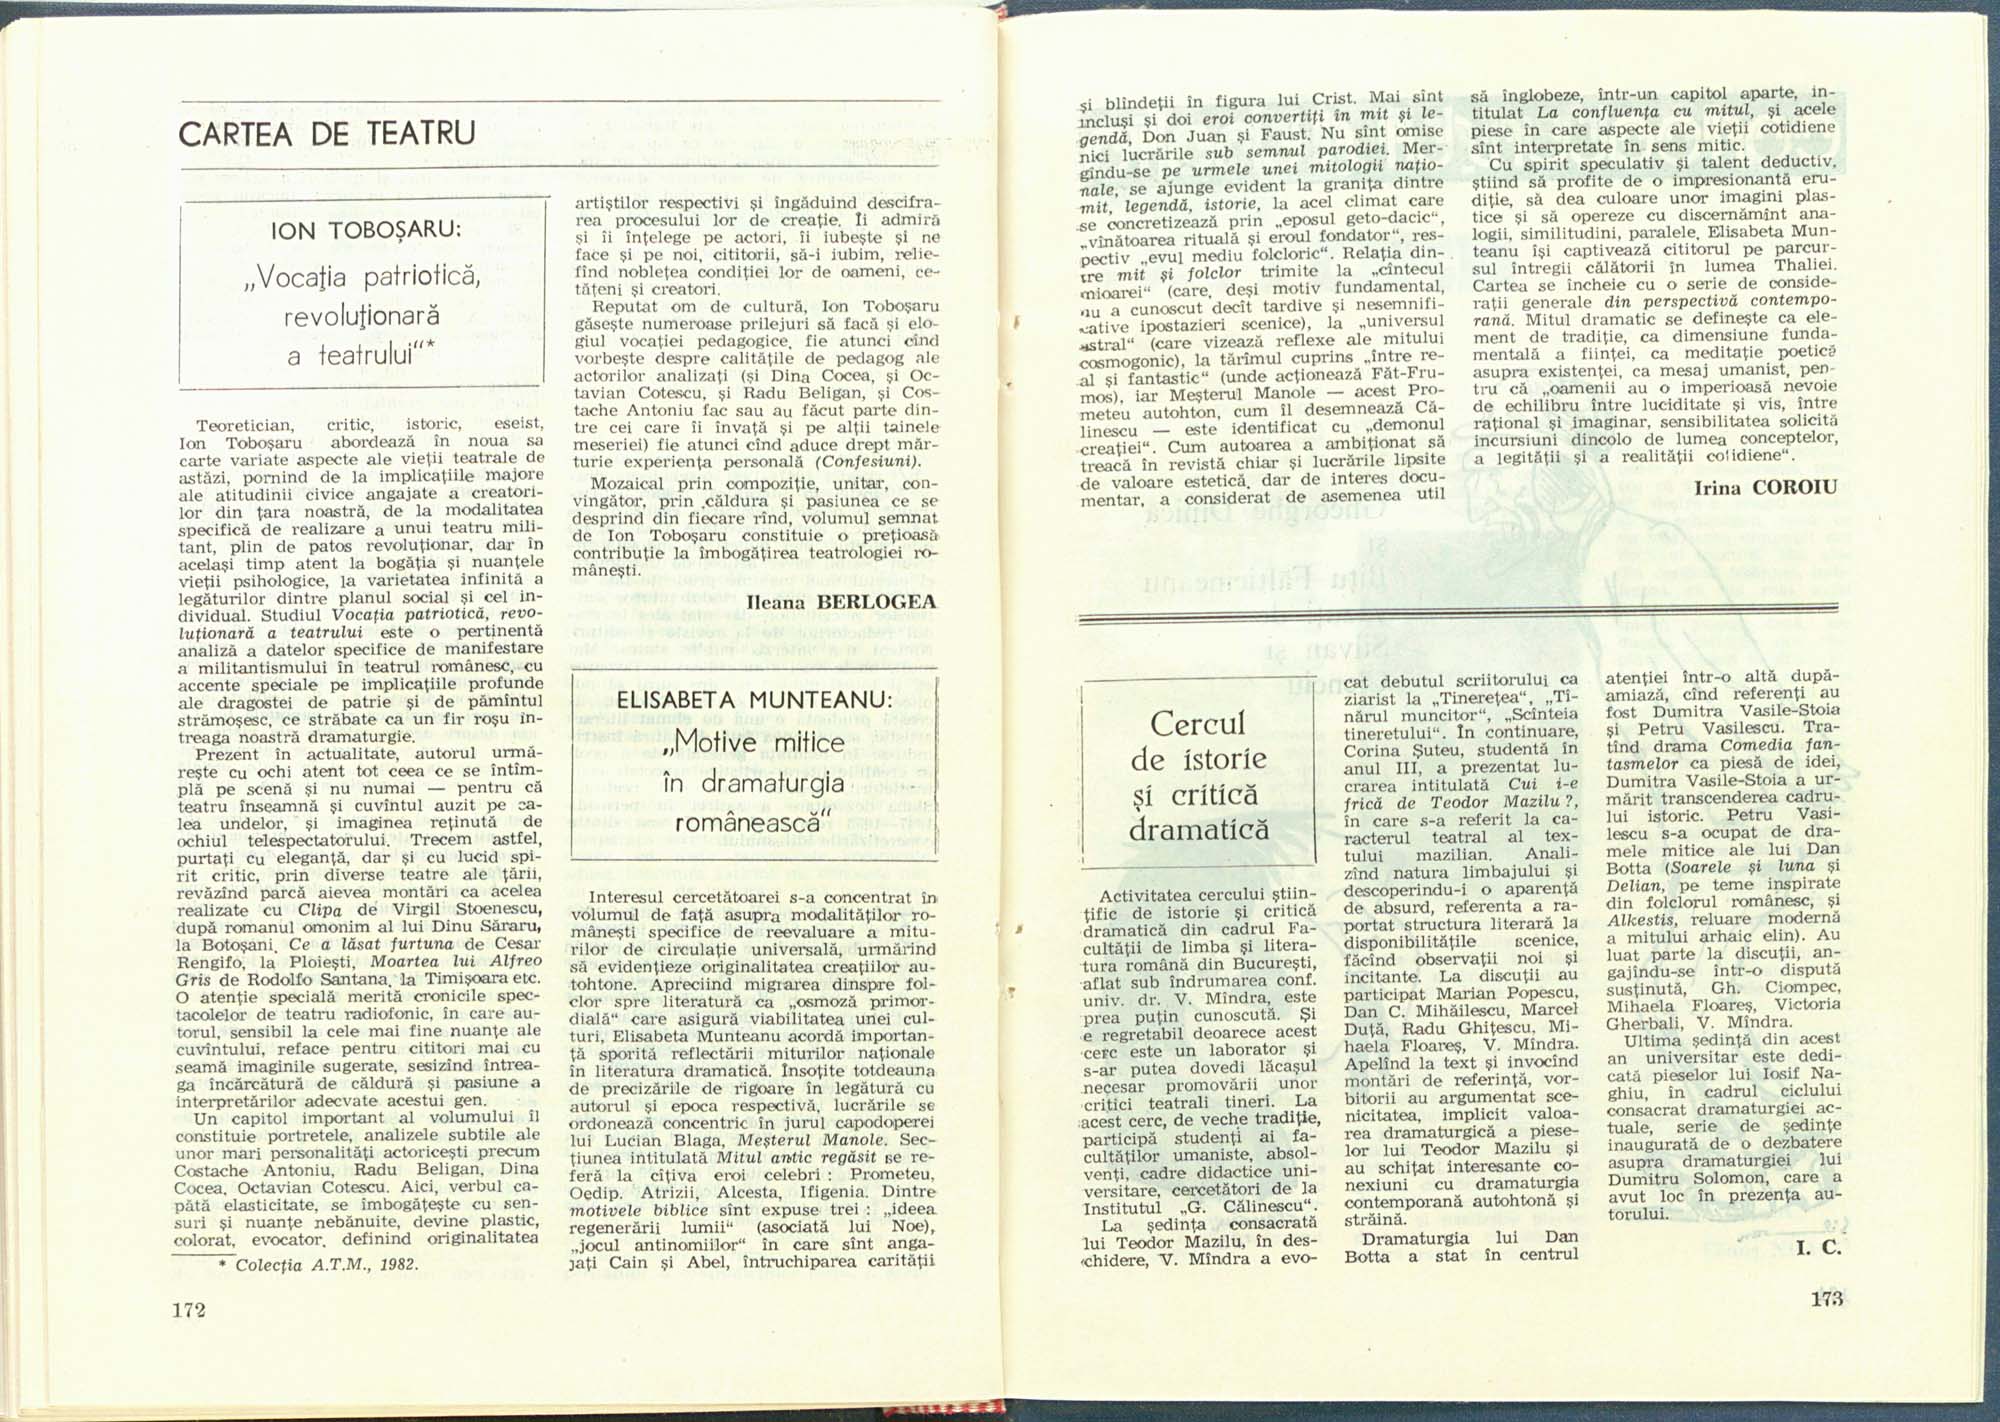 CARTEA DE TEATRU
ION TOBOȘARU:
„Vocația patriotică,
revoluționară
a teatrului“*
Teoretician, critic, istoric, eseist,
Ion Toboșaru abordează în noua sa
carte variate aspecte ale vieții teatrale de
astăzi, pornind de la implicațiile majore
ale atitudinii civice angajate a creatori-
lor din țara noastră, de la modalitatea
specifică de realizare a unui teatru mili-
tant, plin de patos revoluționar, dar în
același timp atent la bogăția și nuanțele
vieții psihologice, la varietatea infinită a
legăturilor dintre planul social și cel in-
dividual. Studiul Vocația patriotică, revo-
luționară a teatrului este o pertinentă
analiză a datelor specifice de manifestare
a militantismului în teatrul românesc, cu
accente speciale pe implicațiile profunde
ale dragostei de patrie și de pămîntul
strămoșesc, ce străbate ca un fir roșu in-
treaga noastră dramaturgie.
Prezent în actualitate, autorul urmă-
rește cu ochi atent tot ceea ce se întîm-
plă pe scenă și nu numai — pentru că
teatru înseamnă și cuvîntul auzit pe ca-
lea undelor, și imaginea reținută de
ochiul telespectatorului. Trecem astfel,
purtați cu eleganță, dar și cu lucid spi-
rit critic, prin diverse teatre ale țării,
revăzînd parcă aievea montări ca acelea
realizate cu Clipa de Virgil Stoenescu,
după romanul omonim al lui Dinu Săraru,
la Botoșani, Ce a lăsat furtuna de Cesar
Rengifo, la Ploiești, Moartea lui Alfreo
Gris de Rodolfo Santana, la Timișoara etc.
O atenție specială merită cronicile spec-
tacolelor de teatru radiofonic, în care au-
torul, sensibil la cele mai fine nuanțe ale
cuvîntului, reface pentru cititori mai cu
seamă imaginile sugerate, sesizînd întrea-
ga încărcătură de căldură și pasiune a
interpretărilor adecvate acestui gen.
Un capitol important al volumului îl
constituie portretele, analizele subtile ale
unor mari personalități actoricești precum
Costache Antoniu, Radu Beligan, Dina
Cocea, Octavian Cotescu. Aici, verbul ca-
pătă elasticitate, se îmbogățește cu sen-
suri și nuanțe nebănuite, devine plastic,
colorat, evocator, definind originalitatea
* Colecția A.T.M., 1982.
172
artiștilor respectivi și îngăduind descifra-
rea procesului lor de creație. Îi admiră
și îi înțelege pe actori, îi iubește și ne
face și pe noi, cititorii, să-i iubim, relie-
fînd noblețea condiției lor de oameni, ce-
tățeni și creatori.
Reputat om de cultură, Ion Toboșaru
găsește numeroase prilejuri să facă și elo-
giul vocației pedagogice, fie atunci cînd
vorbește despre calitățile de pedagog ale
actorilor analizați (și Dina Cocea, și Oc-
tavian Cotescu, și Radu Beligan, și Cos-
tache Antoniu fac sau au făcut parte din-
tre cei care îi învață și pe alții tainele
meseriei) fie atunci cînd aduce drept măr-
turie experiența personală (Confesiuni).
Mozaical prin compoziție, unitar, con-
vingător, prin căldura și pasiunea ce se
desprind din fiecare rînd, volumul semnat
de Ion Toboșaru constituie o prețioasă
contribuție la îmbogățirea teatrologiei ro-
mânești.
Ileana BERLOGEA
ELISABETA MUNTEANU:
„Motive mitice
în dramaturgia
românească“
Interesul cercetătoarei s-a concentrat în
volumul de față asupra modalităților ro-
mânești specifice de reevaluare a mitu-
rilor de circulație universală, urmărind
să evidențieze originalitatea creațiilor au-
tohtone. Apreciind migrarea dinspre fol-
clor spre literatură ca „osmoză primor-
dială“ care asigură viabilitatea unei cul-
turi, Elisabeta Munteanu acordă importan-
ță sporită reflectării miturilor naționale
în literatura dramatică. Însoțite totdeauna
de precizările de rigoare în legătură cu
autorul și epoca respectivă, lucrările se
ordonează concentric în jurul capodoperei
lui Lucian Blaga, Meșterul Manole. Sec-
țiunea intitulată Mitul antic regăsit se re-
feră la cîțiva eroi celebri : Prometeu,
Oedip, Atrizii, Alcesta, Ifigenia. Dintre
motivele biblice sînt expuse trei : „ideea
regenerării lumii“ (asociată lui Noe),
„jocul antinomiilor“ în care sînt anga-
jați Cain și Abel, întruchiparea carității
și blîndeții în figura lui Crist. Mai sînt
incluși și doi eroi convertiți în mit și le-
gendă, Don Juan și Faust. Nu sînt omise
nici lucrările sub semnul parodiei. Mer-
gîndu-se pe urmele unei mitologii națio-
nale, se ajunge evident la granița dintre
mit, legendă, istorie, la acel climat care
se concretizează prin „eposul geto-dacic“,
„vînătoarea rituală și eroul fondator“, res-
pectiv „evul mediu folcloric“. Relația din-
tre mit și folclor trimite la „cîntecul
mioarei“ (care, deși motiv fundamental,
nu a cunoscut decît tardive și nesemnifi-
cative ipostazieri scenice), la „universul
astral“ (care vizează reflexe ale mitului
cosmogonic), la tărîmul cuprins „între re-
al și fantastic“ (unde acționează Făt-Fru-
mos), iar Meșterul Manole — acest Pro-
meteu autohton, cum îl desemnează Că-
linescu — este identificat cu „demonul
creației“. Cum autoarea a ambiționat să
treacă în revistă chiar și lucrările lipsite
de valoare estetică, dar de interes docu-
mentar, a considerat de asemenea util
să înglobeze, într-un capitol aparte, in-
titulat La confluența cu mitul, și acele
piese în care aspecte ale vieții cotidiene
sînt interpretate în sens mitic.
Cu spirit speculativ și talent deductiv,
știind să profite de o impresionantă eru-
diție, să dea culoare unor imagini plas-
tice și să opereze cu discernămînt ana-
logii, similitudini, paralele, Elisabeta Mun-
teanu își captivează cititorul pe parcur-
sul întregii călătorii în lumea Thaliei.
Cartea se încheie cu o serie de conside-
rații generale din perspectivă contempo-
rană. Mitul dramatic se definește ca ele-
ment de tradiție, ca dimensiune funda-
mentală a ființei, ca meditație poetică
asupra existenței, ca mesaj umanist, pen-
tru că „oamenii au o imperioasă nevoie
de echilibru între luciditate și vis, între
rațional și imaginar, sensibilitatea solicită
incursiuni dincolo de lumea conceptelor,
a legității și a realității cotidiene“.
Irina COROIU
Cercul
de istorie
și critică
dramatică
Activitatea cercului știin-
țific de istorie și critică
dramatică din cadrul Fa-
cultății de limba și litera-
tura română din București,
aflat sub îndrumarea conf.
univ. dr. V. Mîndra, este
prea puțin cunoscută. Și
e regretabil deoarece acest
cerc este un laborator și
s-ar putea dovedi lăcașul
necesar promovării unor
critici teatrali tineri. La
acest cerc, de veche tradiție,
participă studenți ai fa-
cultăților umaniste, absol-
venți, cadre didactice uni-
versitare, cercetători de la
Institutul „G. Călinescu“.
La ședința consacrată
lui Teodor Mazilu, în des-
chidere, V. Mîndra a evo-
cat debutul scriitorului ca
ziarist la „Tinerețea“, „Ti-
nărul muncitor“, „Scînteia
tineretului“. În continuare,
Corina Șuteu, studentă în
anul III, a prezentat lu-
crarea intitulată Cui i-e
frică de Teodor Mazilu ?,
în care s-a referit la ca-
racterul teatral al tex-
tului mazilian. Anali-
zînd natura limbajului și
descoperindu-i o aparență
de absurd, referenta a ra-
portat structura literară la
disponibilitățile scenice,
făcînd observații noi și
incitante. La discuții au
participat Marian Popescu,
Dan C. Mihăilescu, Marcel
Duță, Radu Ghițescu, Mi-
haela Floareș, V. Mîndra.
Apelînd la text și invocînd
montări de referință, vor-
bitorii au argumentat sce-
nicitatea, implicit valoa-
rea dramaturgică a piese-
lor lui Teodor Mazilu și
au schițat interesante co-
nexiuni cu dramaturgia
contemporană autohtonă și
străină.
Dramaturgia lui Dan
Botta a stat în centrul
atenției într-o altă după-
amiază, cînd referenți au
fost Dumitra Vasile-Stoia
și Petru Vasilescu. Tra-
tînd drama Comedia fan-
tasmelor ca piesă de idei,
Dumitra Vasile-Stoia a ur-
mărit transcenderea cadru-
lui istoric. Petru Vasi-
lescu s-a ocupat de dra-
mele mitice ale lui Dan
Botta (Soarele și luna și
Delian, pe teme inspirate
din folclorul românesc, și
Alkestis, reluare modernă
a mitului arhaic elin). Au
luat parte la discuții, an-
gajîndu-se într-o dispută
susținută, Gh. Ciompec,
Mihaela Floareș, Victoria
Gherbali, V. Mîndra.
Ultima ședință din acest
an universitar este dedi-
cată pieselor lui Iosif Na-
ghiu, în cadrul ciclului
consacrat dramaturgiei ac-
tuale, serie de ședințe
inaugurată de o dezbatere
asupra dramaturgiei lui
Dumitru Solomon, care a
avut loc în prezența au-
torului.
I. C.
173